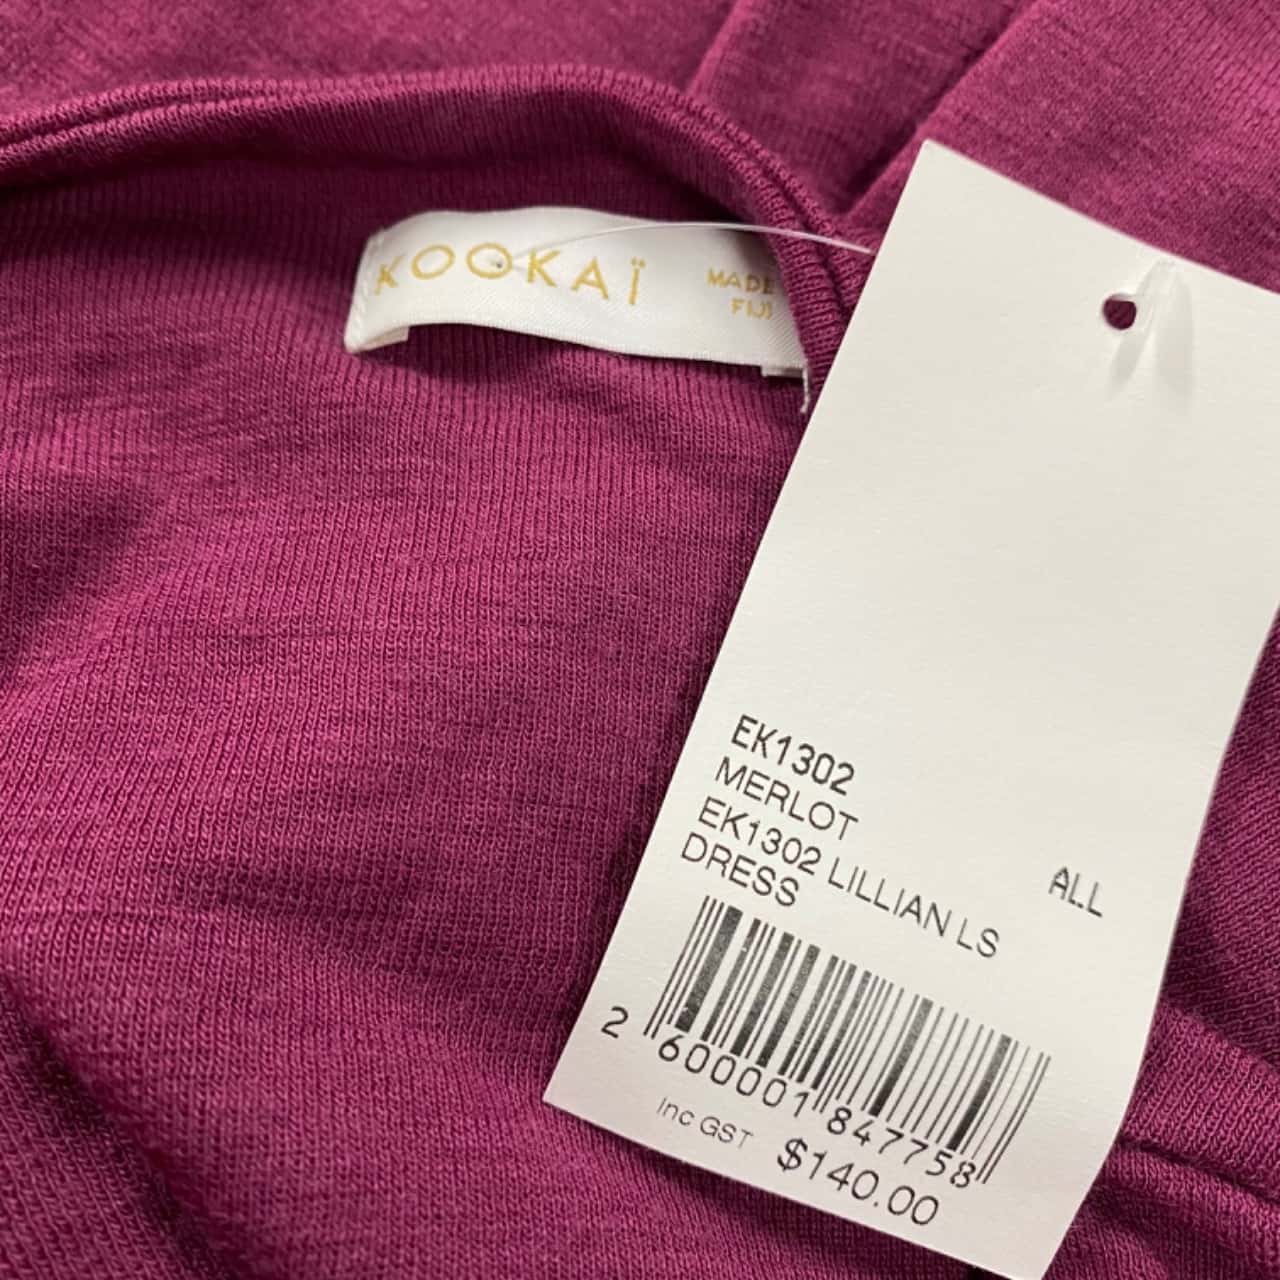 KOOKAÏ
MADE
FIJI
EK1302
MERLOT
EK1302 LILLIAN LS
DRESS
ALL
2 600001 847758
Inc GST $140.00